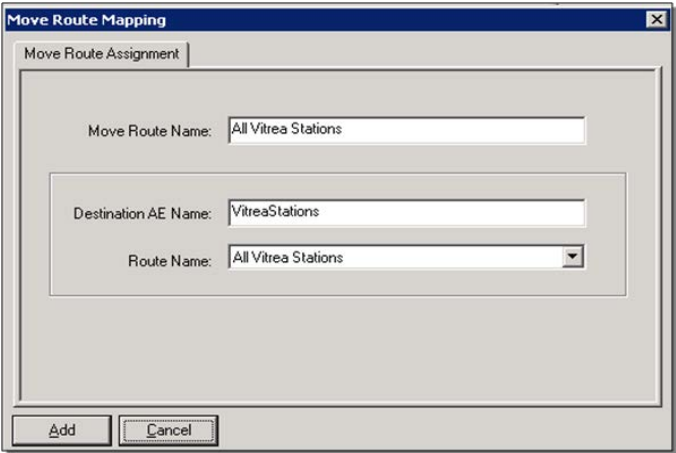 Move Route Mapping
Move Route Assignment
Move Route Name: All Vitrea Stations
Destination AE Name: VitreaStations
Route Name: All Vitrea Stations
Add Cancel